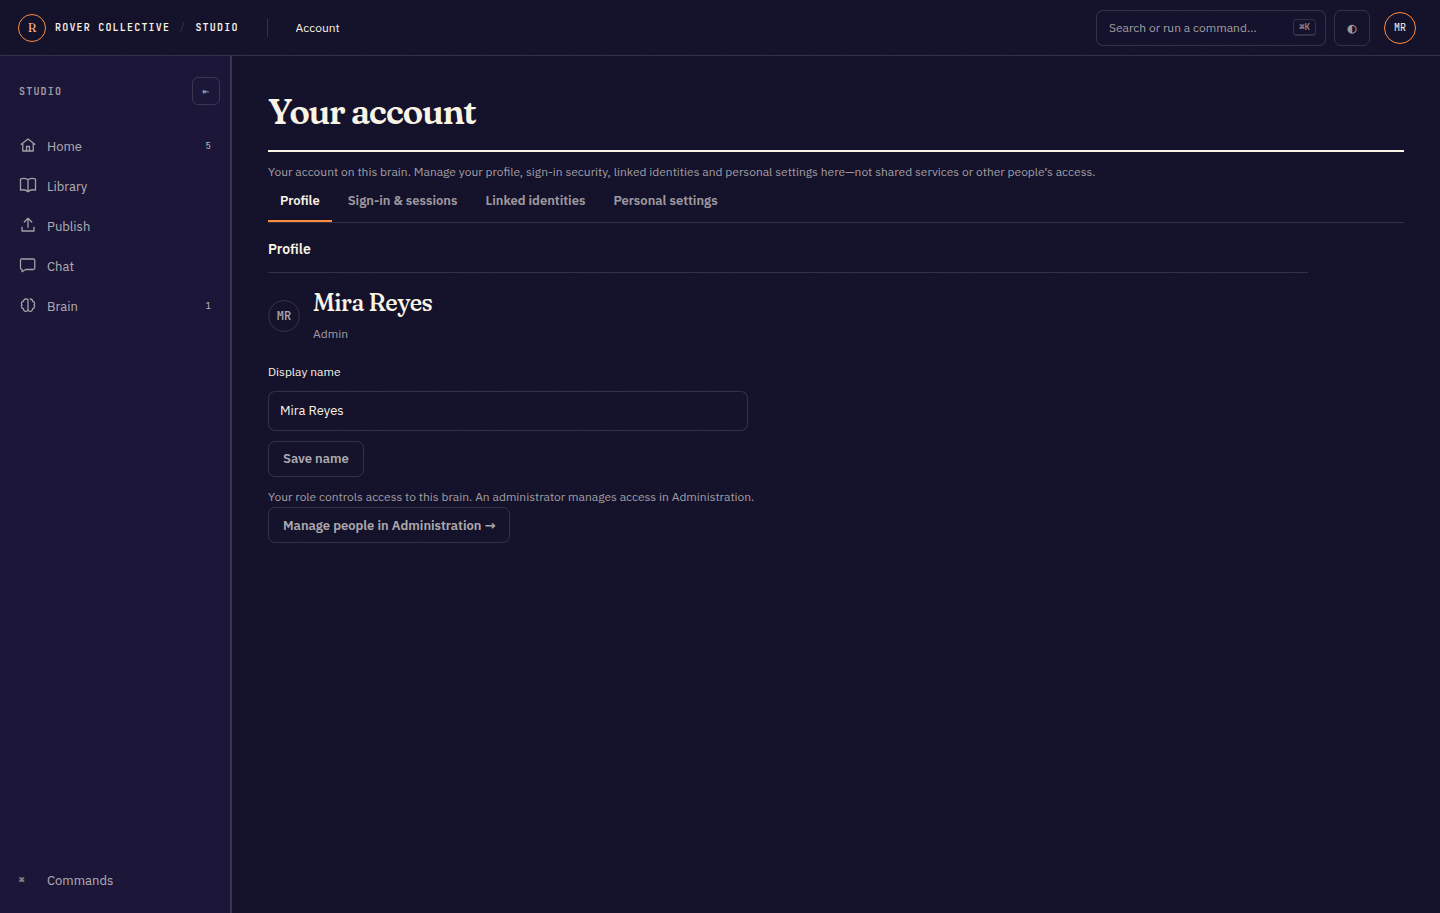 R ROVER COLLECTIVE / STUDIO Account Search or run a command... ⌘K MR
STUDIO
Home 5
Library
Publish
Chat
Brain 1
⌘ Commands
Your account
Your account on this brain. Manage your profile, sign-in security, linked identities and personal settings here—not shared services or other people's access.
Profile Sign-in & sessions Linked identities Personal settings
Profile
MR Mira Reyes
Admin
Display name
Mira Reyes
Save name
Your role controls access to this brain. An administrator manages access in Administration.
Manage people in Administration →